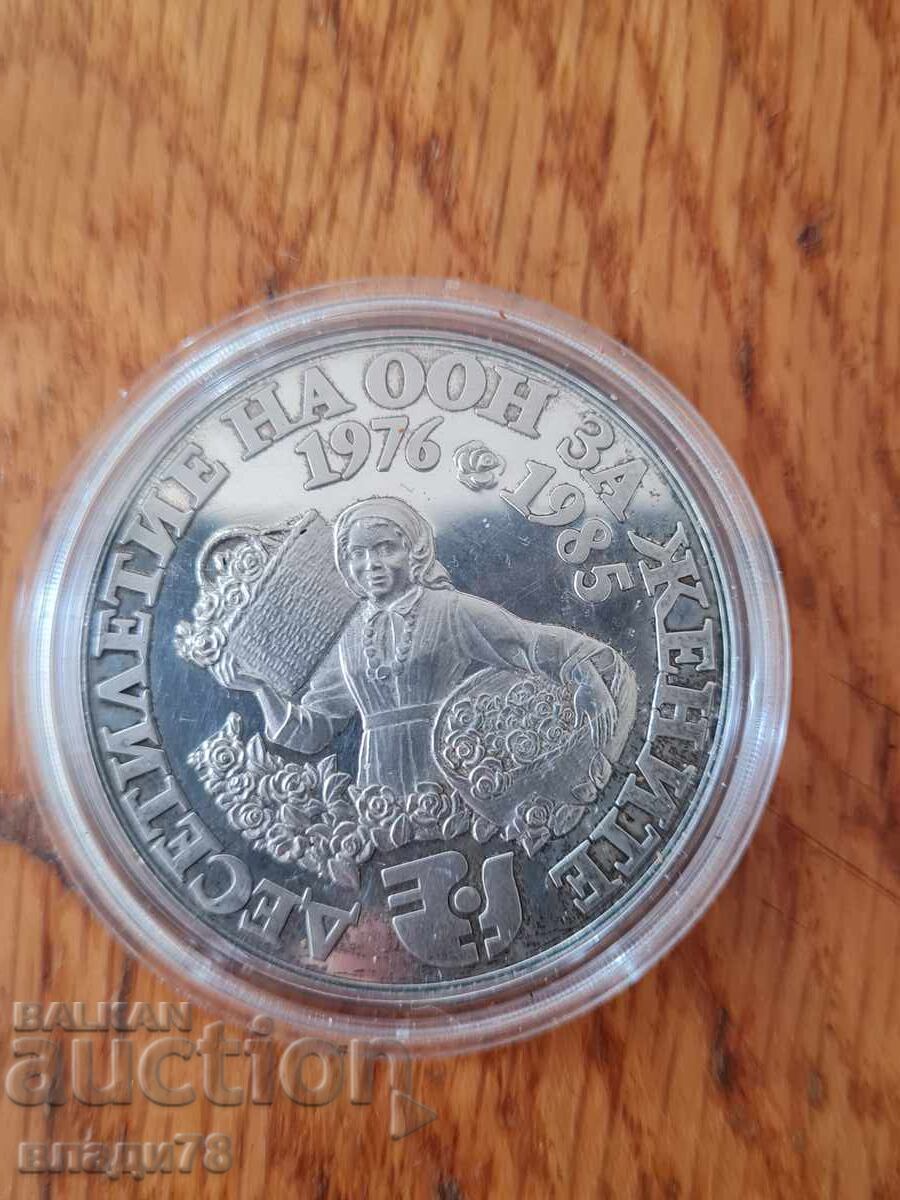 ДЕСЕТИЛЕТИЕ НА ООН ЗА ЖЕНИТЕ
1976 1985
BALKAN
auction
влади78